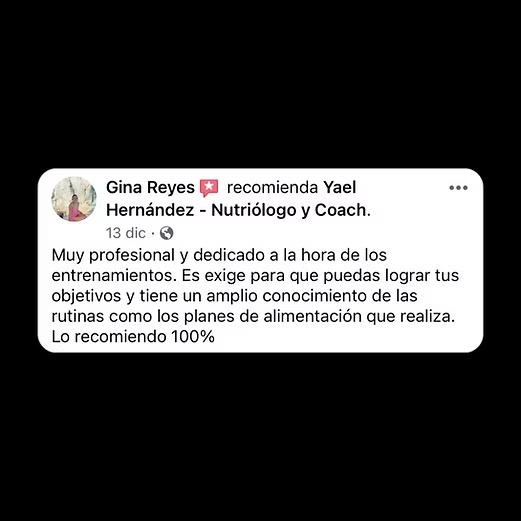 Gina Reyes recomienda Yael
Hernández - Nutriólogo y Coach.
13 dic ·
Muy profesional y dedicado a la hora de los
entrenamientos. Es exige para que puedas lograr tus
objetivos y tiene un amplio conocimiento de las
rutinas como los planes de alimentación que realiza.
Lo recomiendo 100%